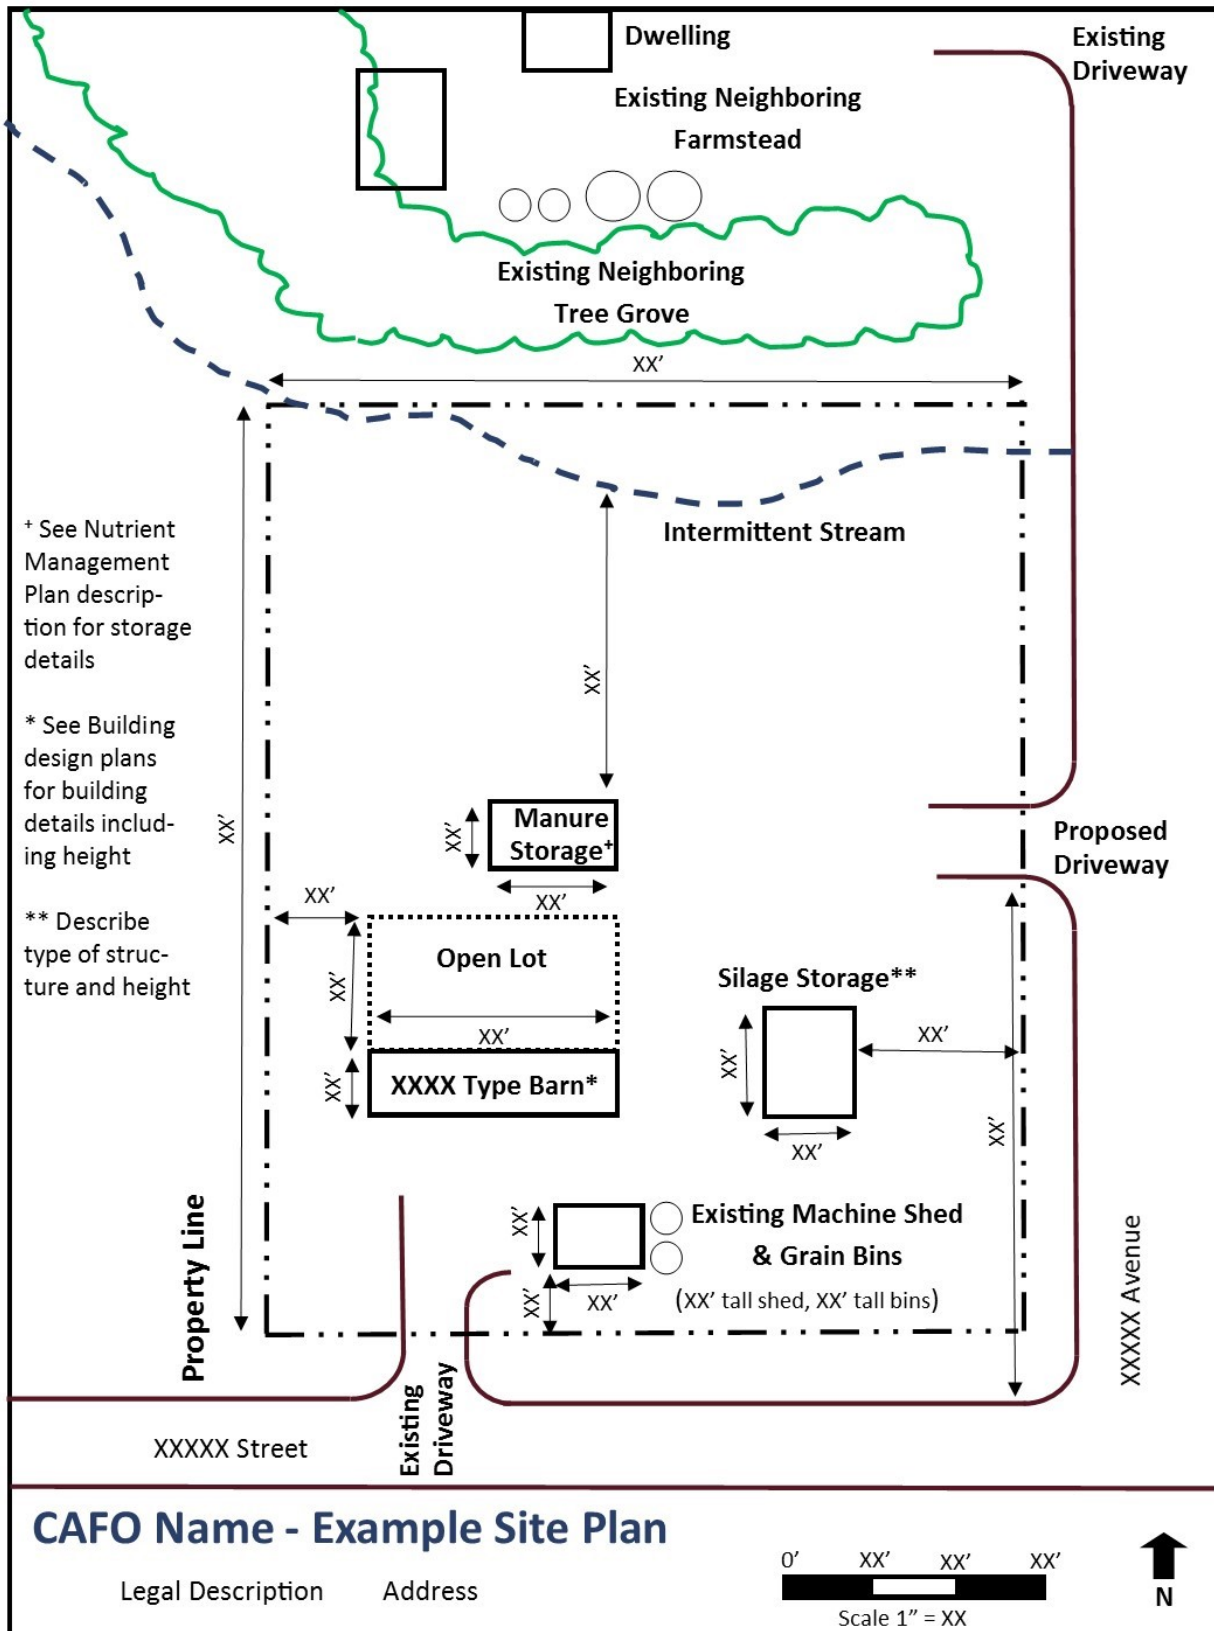 Dwelling
Existing
Driveway
Existing Neighboring
Farmstead
Existing Neighboring
Tree Grove
XX’
Intermittent Stream
⁺ See Nutrient
Management
Plan descrip-
tion for storage
details
* See Building
design plans
for building
details includ-
ing height
** Describe
type of struc-
ture and height
XX’
XX’
XX’
Manure
Storage⁺
XX’
Proposed
Driveway
XX’
Open Lot
XX’
XX’
XX’
XXXX Type Barn*
Silage Storage**
XX’
XX’
XX’
XX’
Property Line
XX’
Existing Machine Shed
& Grain Bins
(XX’ tall shed, XX’ tall bins)
XX’
XX’
XXXXX Avenue
Existing
Driveway
XXXXX Street
CAFO Name - Example Site Plan
Legal Description
Address
0’ XX’ XX’ XX’
Scale 1” = XX
N